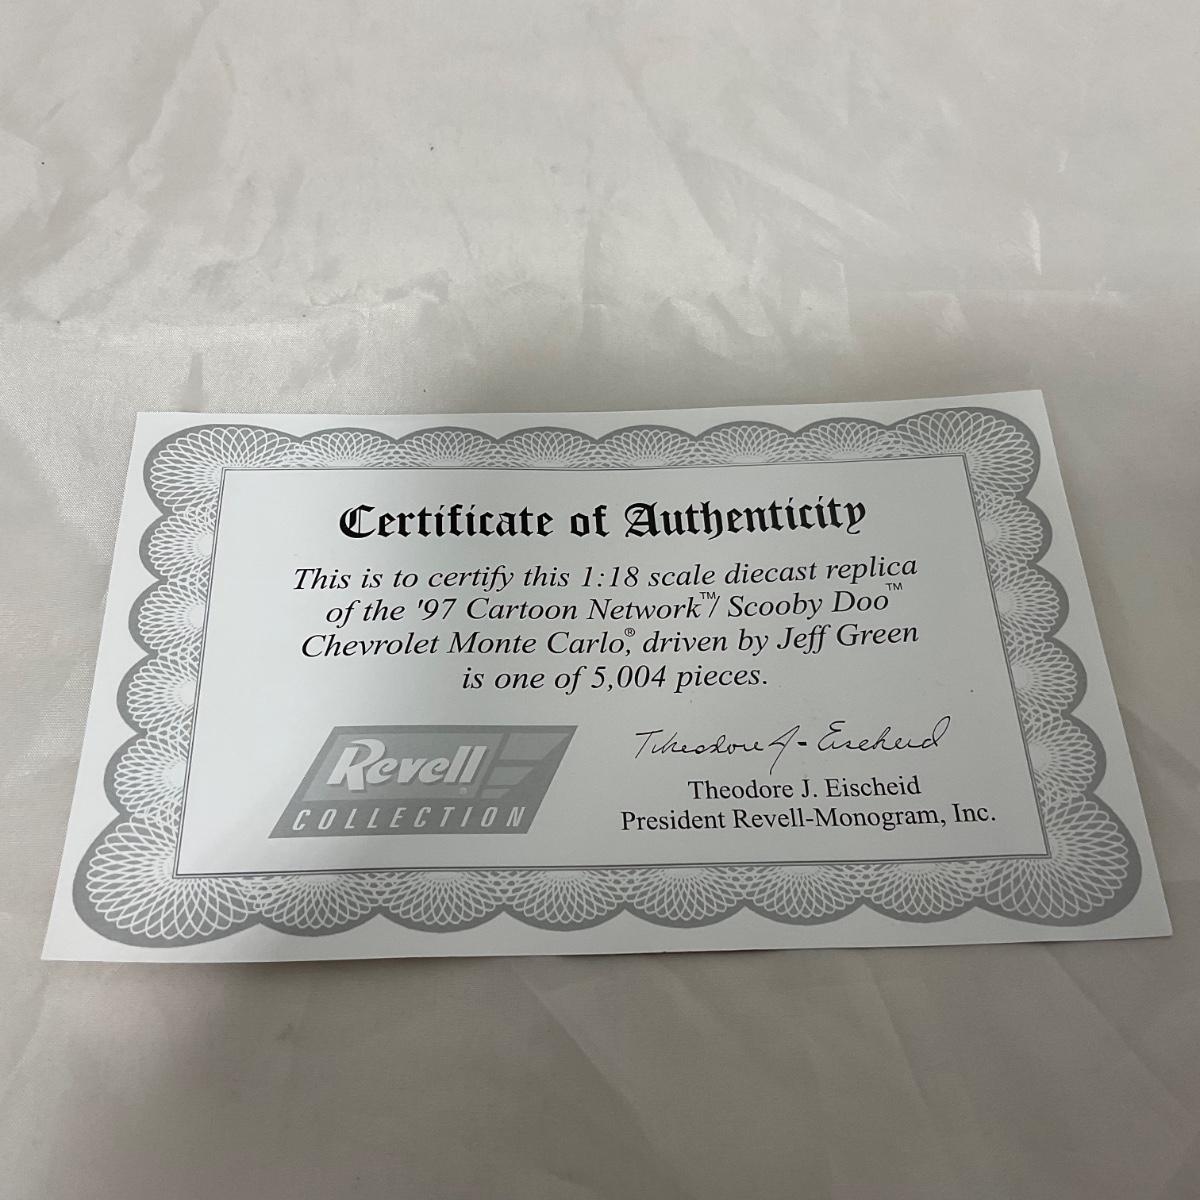 Certificate of Authenticity
This is to certify this 1:18 scale diecast replica
of the '97 Cartoon Network™/ Scooby Doo™
Chevrolet Monte Carlo®, driven by Jeff Green
is one of 5,004 pieces.
Revell®
COLLECTION
Theodore J. Eischeid
Theodore J. Eischeid
President Revell-Monogram, Inc.